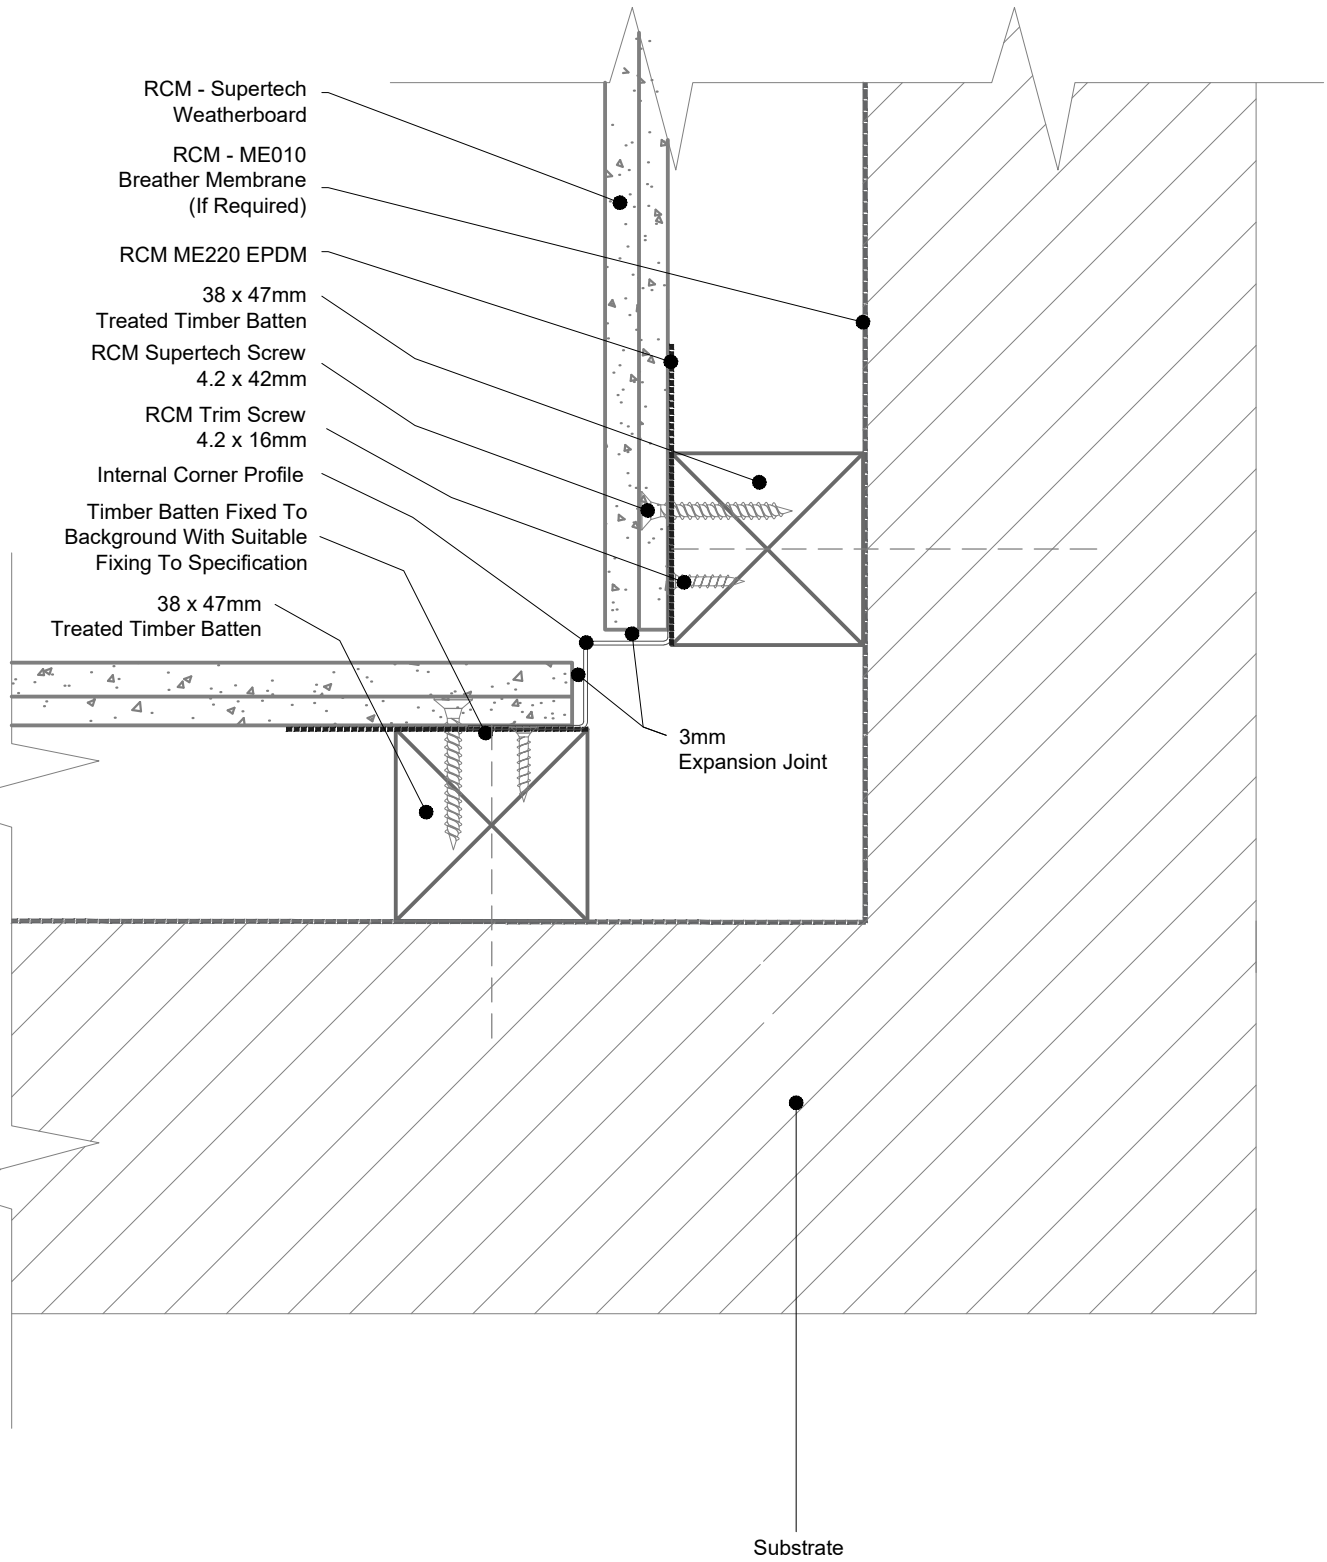 RCM - Supertech
Weatherboard
RCM - ME010
Breather Membrane
(If Required)
RCM ME220 EPDM
38 x 47mm
Treated Timber Batten
RCM Supertech Screw
4.2 x 42mm
RCM Trim Screw
4.2 x 16mm
Internal Corner Profile
Timber Batten Fixed To
Background With Suitable
Fixing To Specification
38 x 47mm
Treated Timber Batten
3mm
Expansion Joint
Substrate